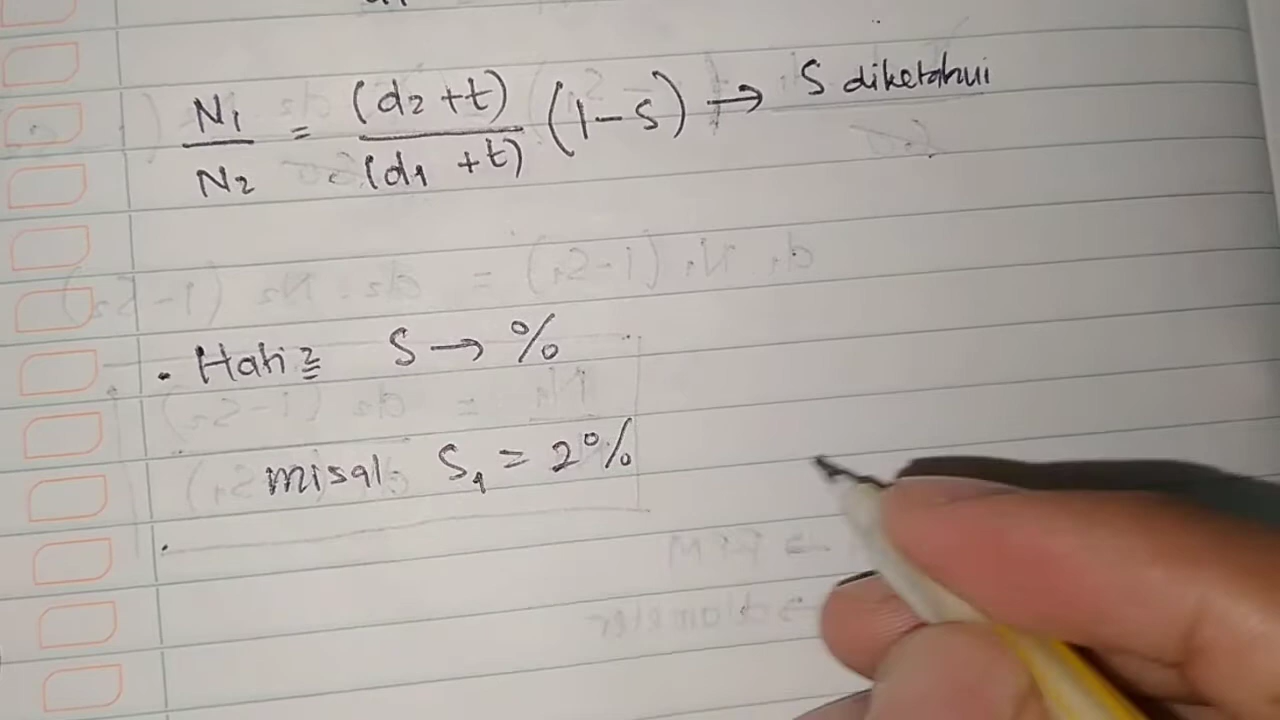 N1/N2 = (d2 + t)/(d1 + t) (1 - S) → S diketahui
. Hati2 S → %
misal: S1 = 2%